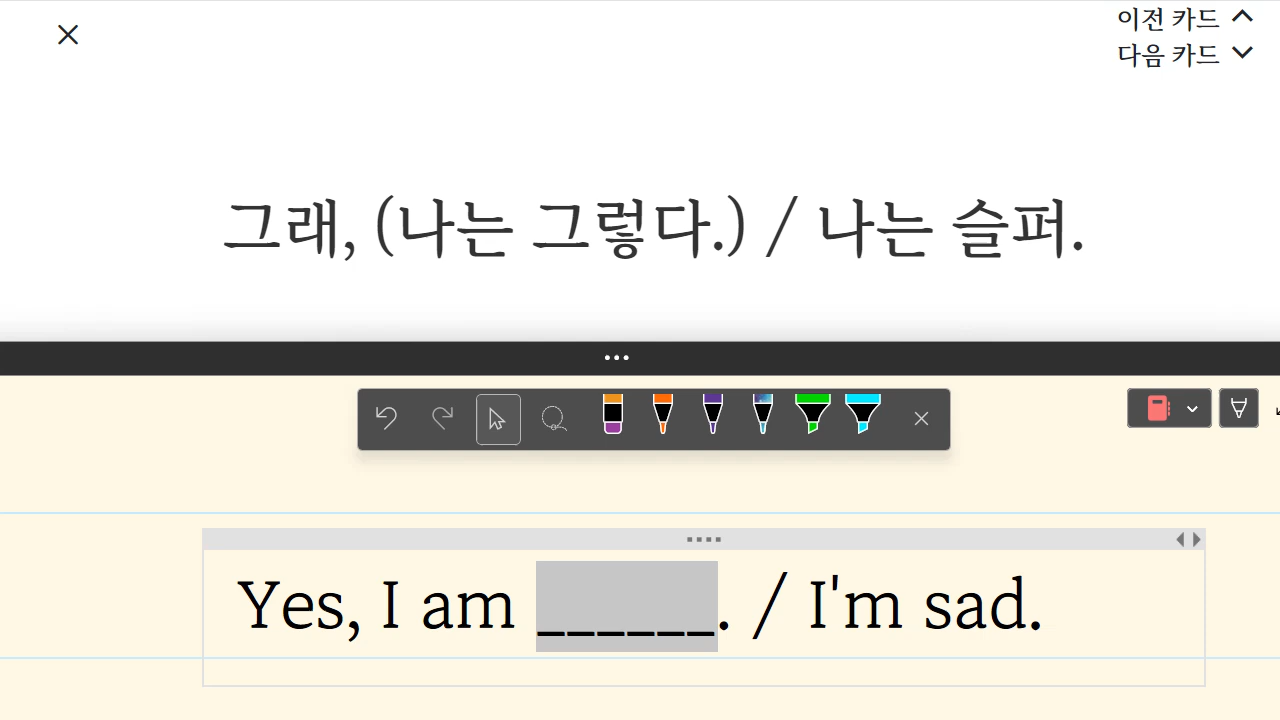 이전 카드
다음 카드
그래, (나는 그렇다.) / 나는 슬퍼.
Yes, I am ______. / I'm sad.